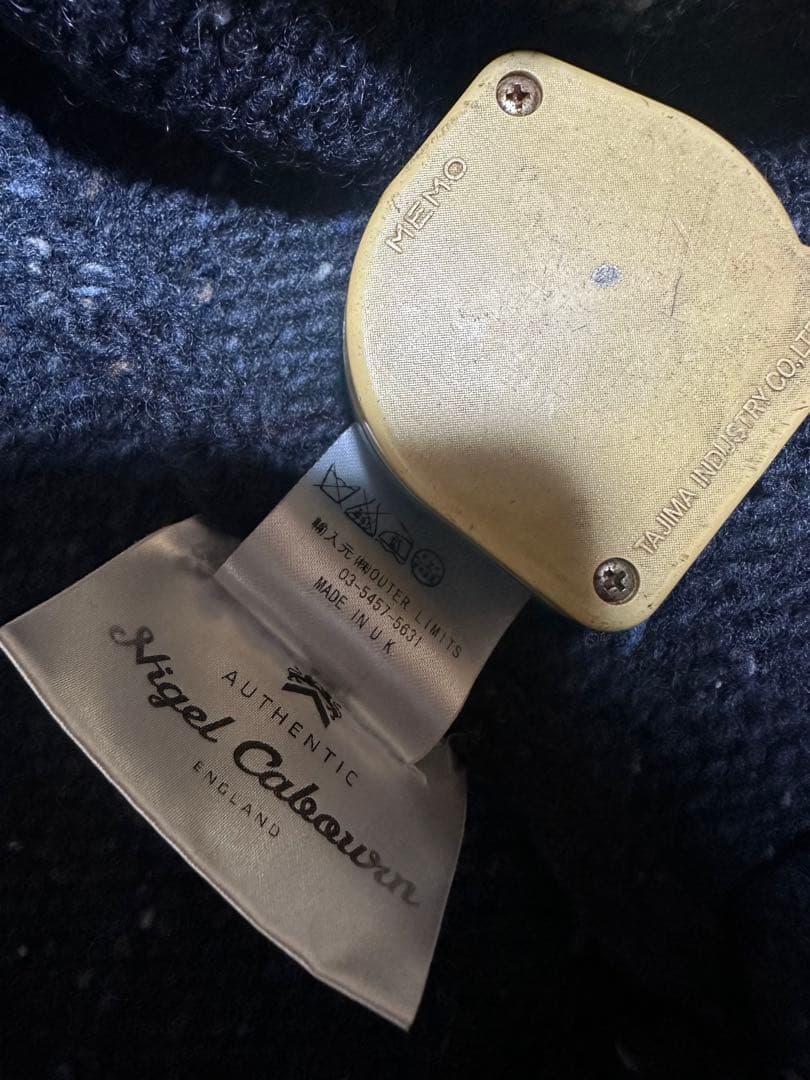 MEMO
TAJIMA INDUSTRY CO., LT
輸入元(株)OUTER LIMITS
03-5457-5631
MADE IN U K
AUTHENTIC
Nigel Cabourn
ENGLAND